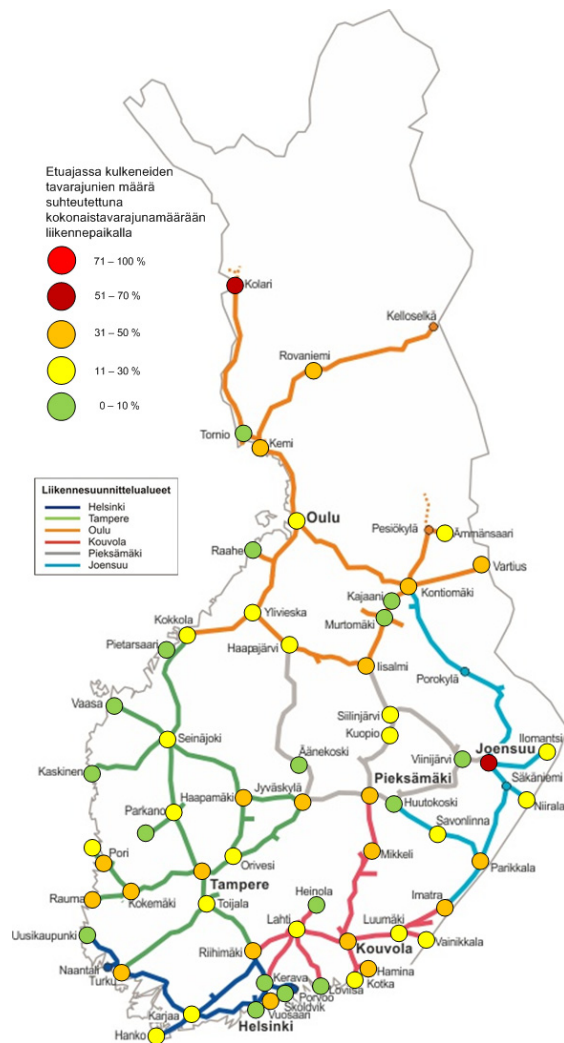 Etuajassa kulkeneiden
tavarajunien määrä
suhteutettuna
kokonaistavarajunamäärään
liikennepaikalla
71 – 100 %
51 – 70 %
31 – 50 %
11 – 30 %
0 – 10 %
Liikennesuunnittelualueet
Helsinki
Tampere
Oulu
Kouvola
Pieksämäki
Joensuu
Kolari
Kelloselkä
Rovaniemi
Tornio
Kemi
Oulu
Pesiökylä
Ämmänsaari
Raahe
Vartius
Kajaani
Kontiomäki
Ylivieska
Murtomäki
Kokkola
Haapajärvi
Pietarsaari
Iisalmi
Porokylä
Vaasa
Siilinjärvi
Ilomantsi
Seinäjoki
Kuopio
Joensuu
Äänekoski
Viinijärvi
Kaskinen
Pieksämäki
Säkäniemi
Haapamäki
Jyväskylä
Huutokoski
Niirala
Parkano
Savonlinna
Pori
Orivesi
Mikkeli
Parikkala
Tampere
Rauma
Kokemäki
Heinola
Imatra
Toijala
Lahti
Luumäki
Uusikaupunki
Riihimäki
Kouvola
Vainikkala
Naantali
Turku
Kerava
Hamina
Loviisa
Kotka
Porvoo
Sköldvik
Karjaa
Vuosaari
Helsinki
Hanko